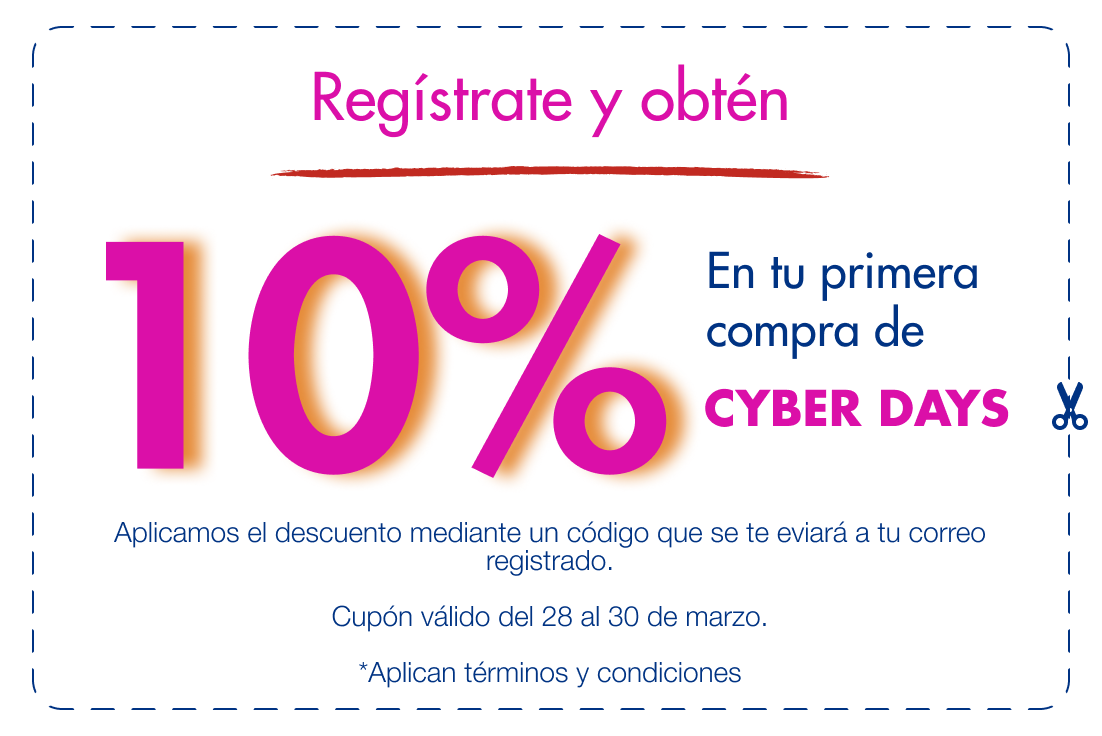 Regístrate y obtén
10%
En tu primera
compra de
CYBER DAYS
Aplicamos el descuento mediante un código que se te eviará a tu correo
registrado.
Cupón válido del 28 al 30 de marzo.
*Aplican términos y condiciones